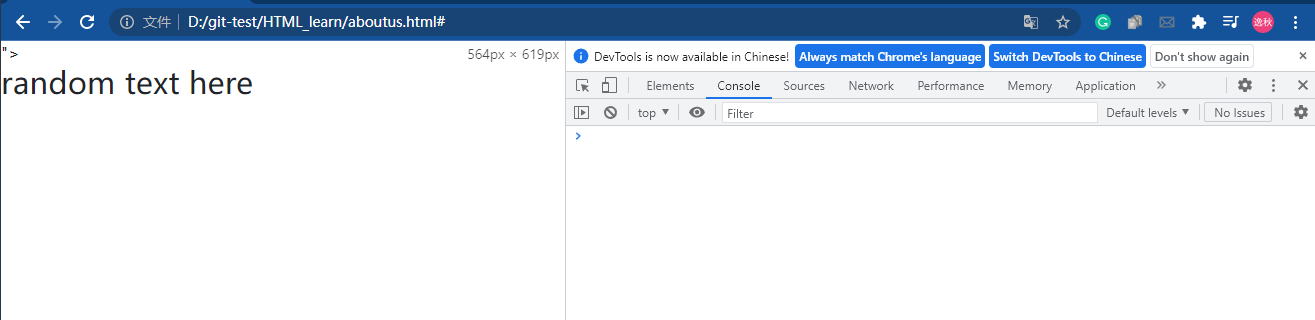 文件 D:/git-test/HTML_learn/aboutus.html# 逸秋
">
564px × 619px
random text here
DevTools is now available in Chinese! Always match Chrome's language Switch DevTools to Chinese Don't show again
Elements Console Sources Network Performance Memory Application
top Filter Default levels No Issues